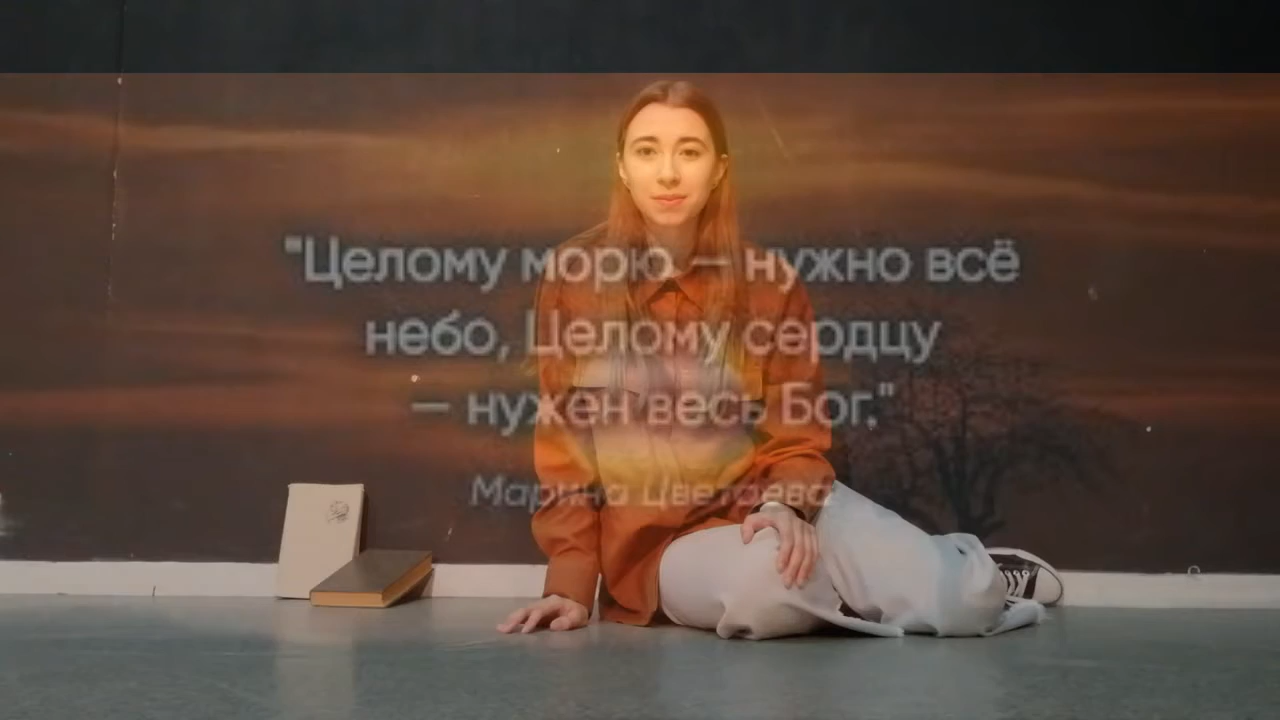 "Целому морю — нужно всё
небо, Целому сердцу
— нужен весь Бог."
Марина Цветаева